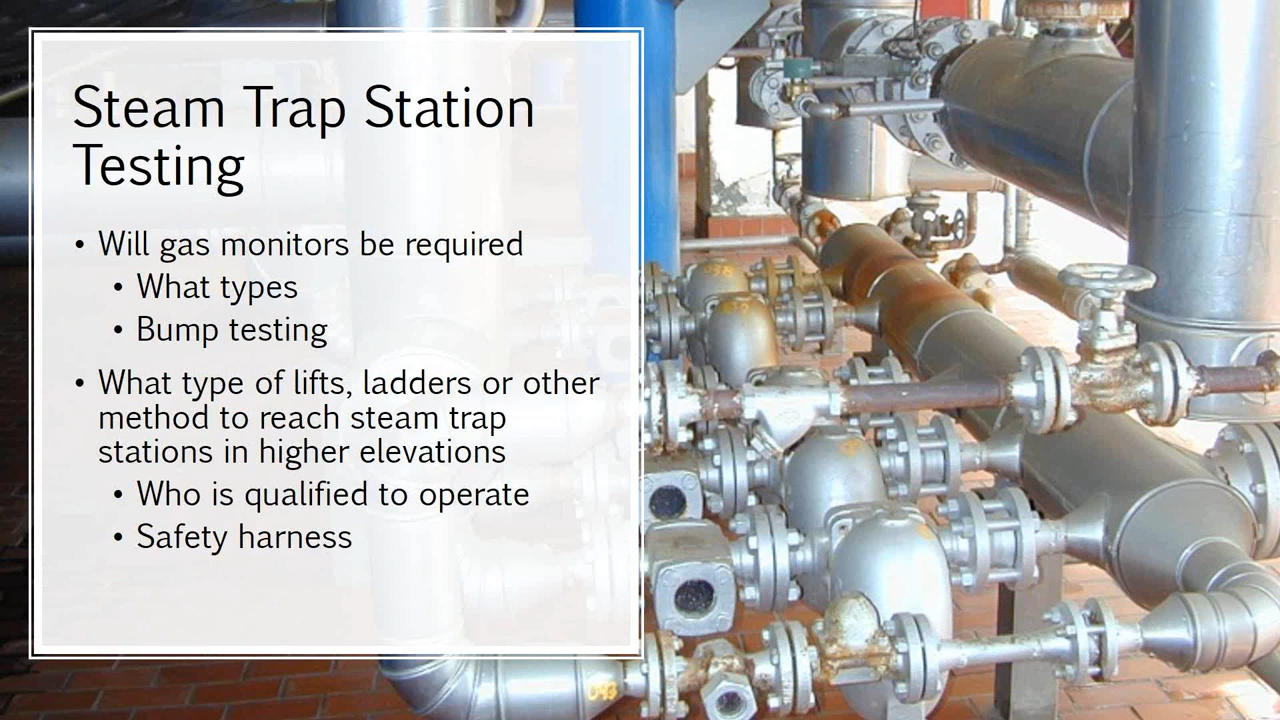 Steam Trap Station
Testing
• Will gas monitors be required
• What types
• Bump testing
• What type of lifts, ladders or other
method to reach steam trap
stations in higher elevations
• Who is qualified to operate
• Safety harness